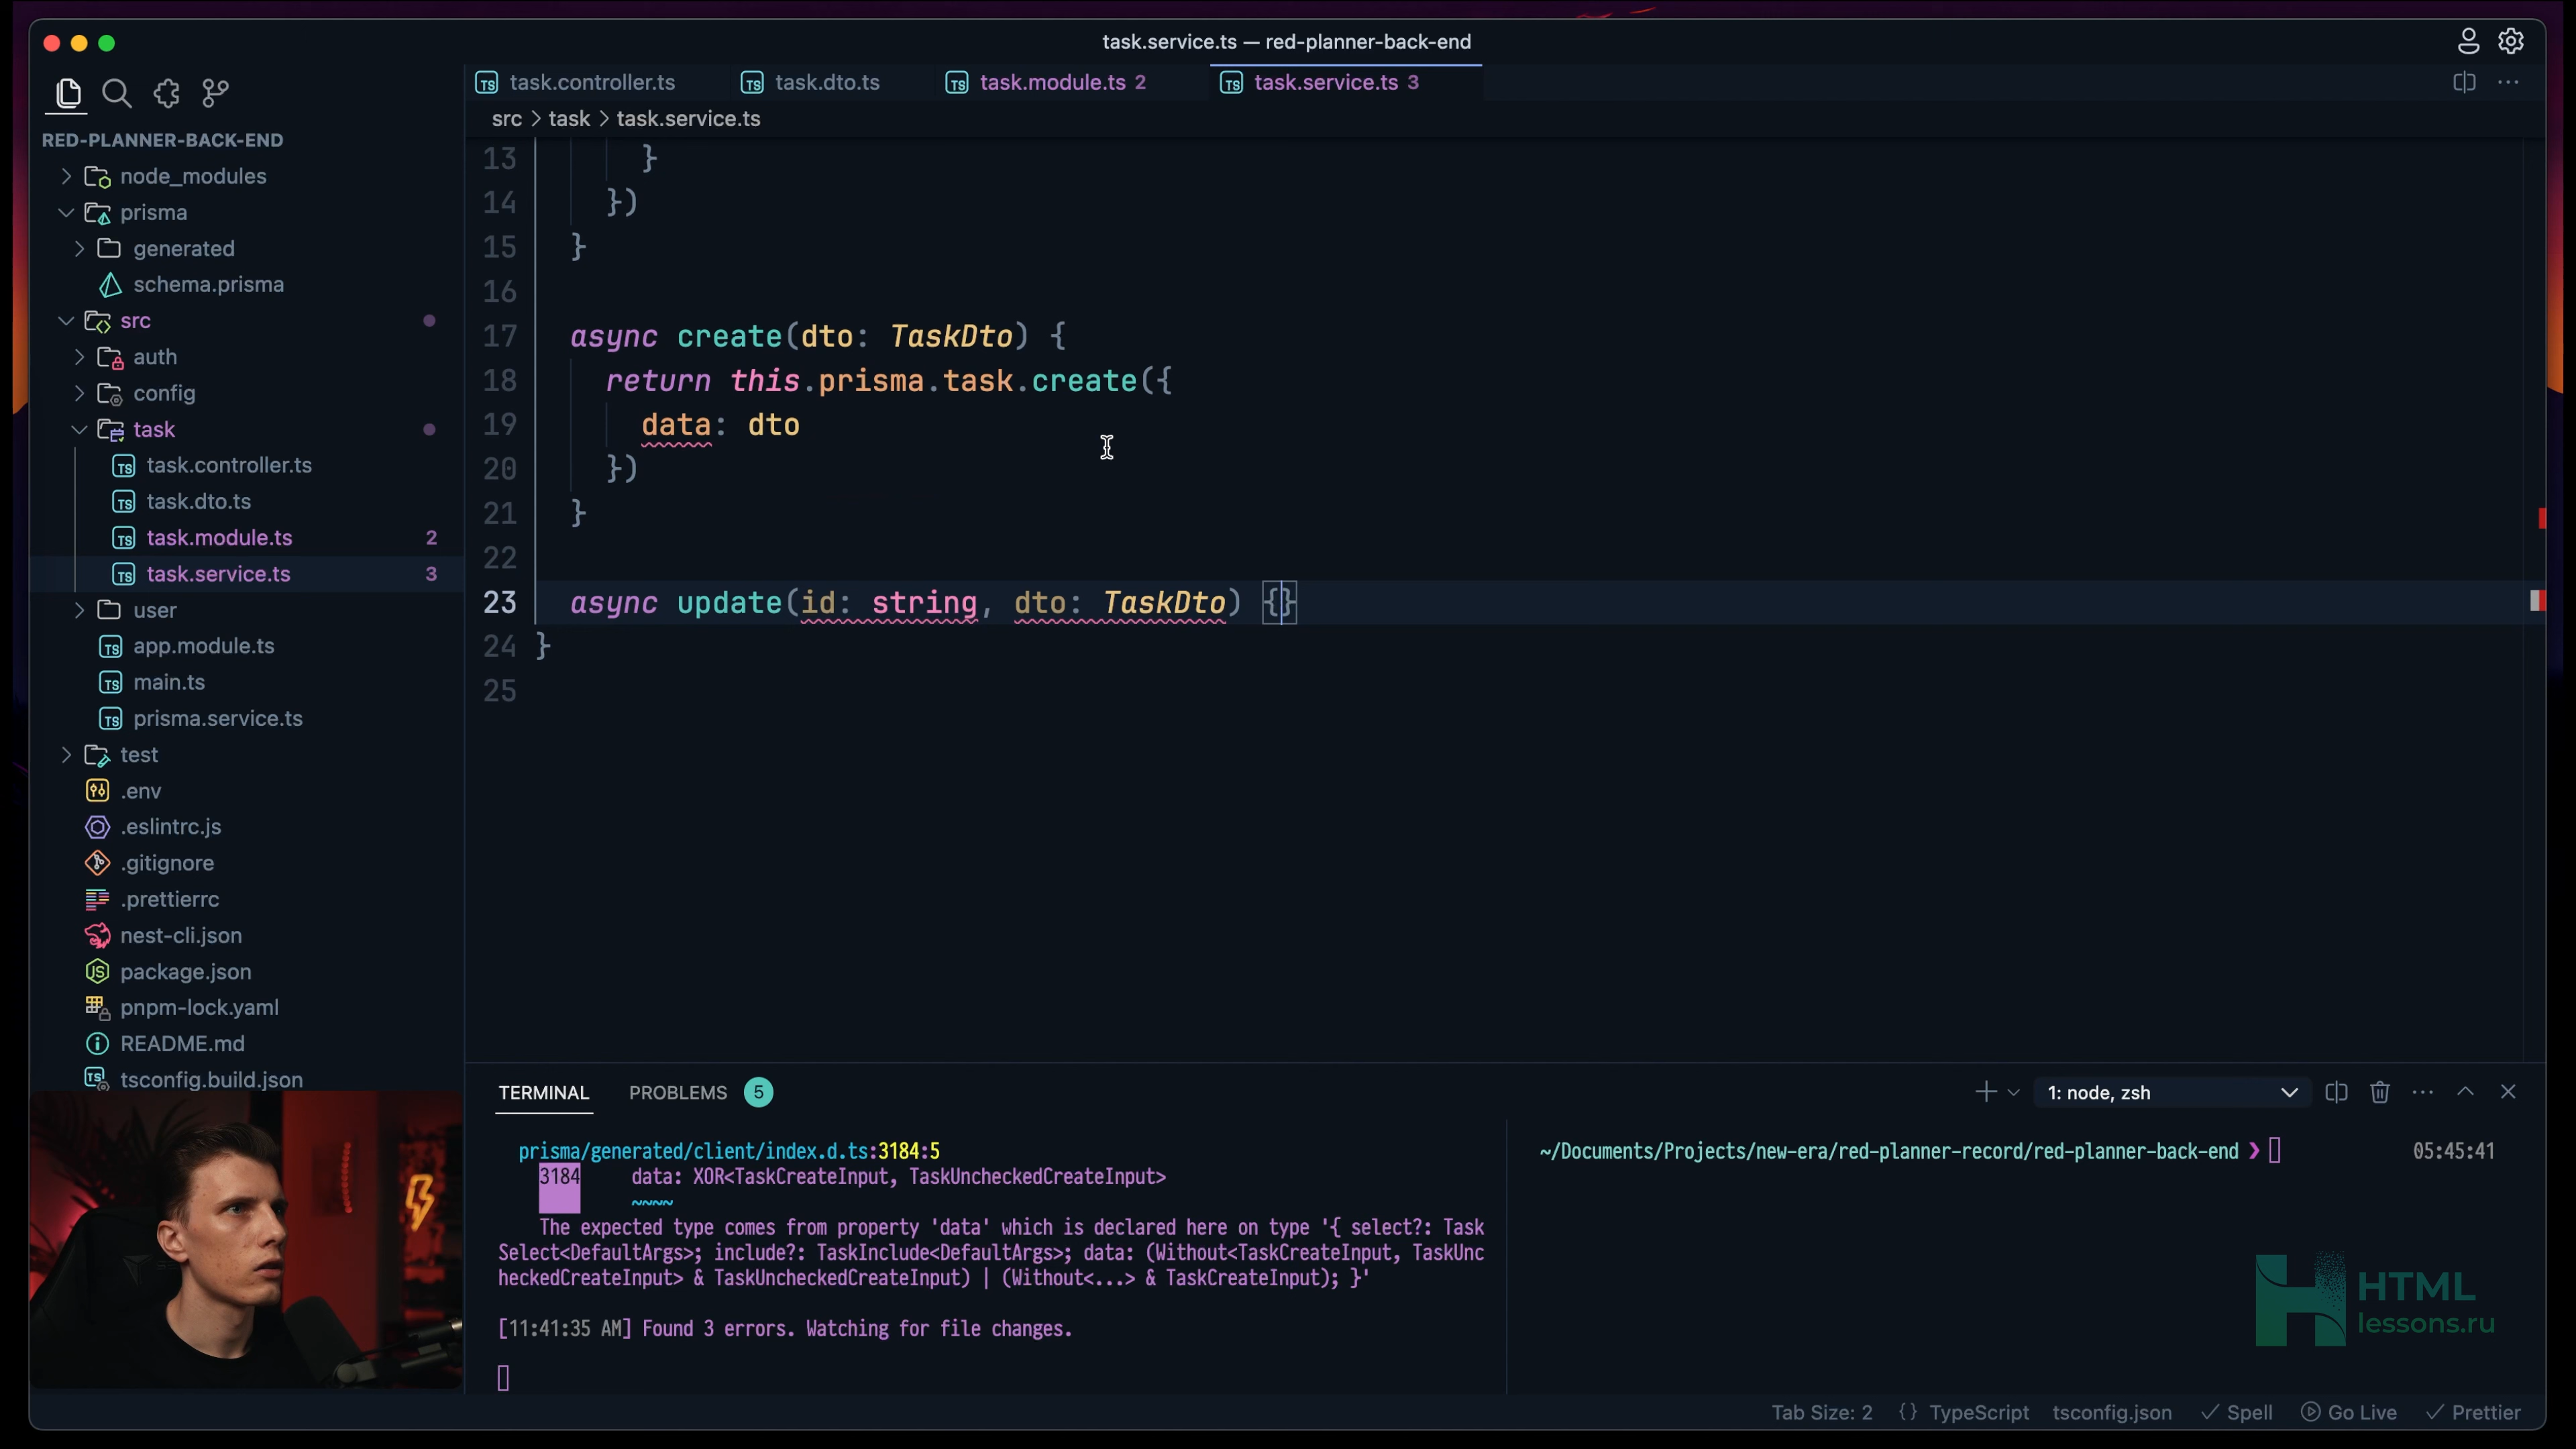 task.service.ts — red-planner-back-end
task.controller.ts
task.dto.ts
task.module.ts 2
task.service.ts 3
src > task > task.service.ts
RED-PLANNER-BACK-END
node_modules
prisma
generated
schema.prisma
src
auth
config
task
task.controller.ts
task.dto.ts
task.module.ts 2
task.service.ts 3
user
app.module.ts
main.ts
prisma.service.ts
test
.env
.eslintrc.js
.gitignore
.prettierrc
nest-cli.json
package.json
pnpm-lock.yaml
README.md
tsconfig.build.json
13 }
14 })
15 }
16
17 async create(dto: TaskDto) {
18 return this.prisma.task.create({
19 data: dto
20 })
21 }
22
23 async update(id: string, dto: TaskDto) {}
24 }
25
TERMINAL PROBLEMS 5
1: node, zsh
prisma/generated/client/index.d.ts:3184:5
3184 data: XOR<TaskCreateInput, TaskUncheckedCreateInput>
~~~~
The expected type comes from property 'data' which is declared here on type '{ select?: Task
Select<DefaultArgs>; include?: TaskInclude<DefaultArgs>; data: (Without<TaskCreateInput, TaskUnc
heckedCreateInput> & TaskUncheckedCreateInput) | (Without<...> & TaskCreateInput); }'
[11:41:35 AM] Found 3 errors. Watching for file changes.
~/Documents/Projects/new-era/red-planner-record/red-planner-back-end ❯
05:45:41
HTML
lessons.ru
Tab Size: 2 {} TypeScript tsconfig.json ✓ Spell Go Live ✓ Prettier